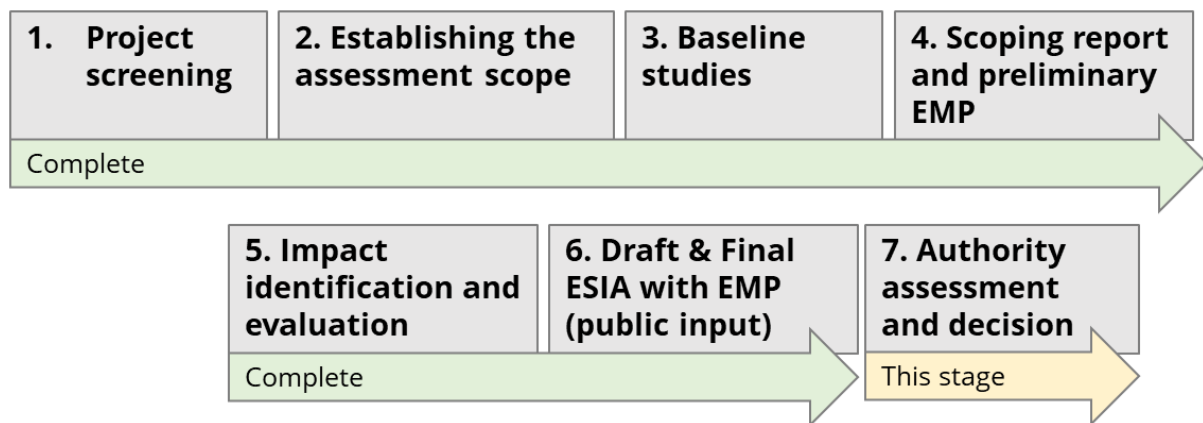 1. Project
screening
2. Establishing the
assessment scope
3. Baseline
studies
4. Scoping report
and preliminary
EMP
Complete
5. Impact
identification and
evaluation
6. Draft & Final
ESIA with EMP
(public input)
7. Authority
assessment
and decision
Complete
This stage